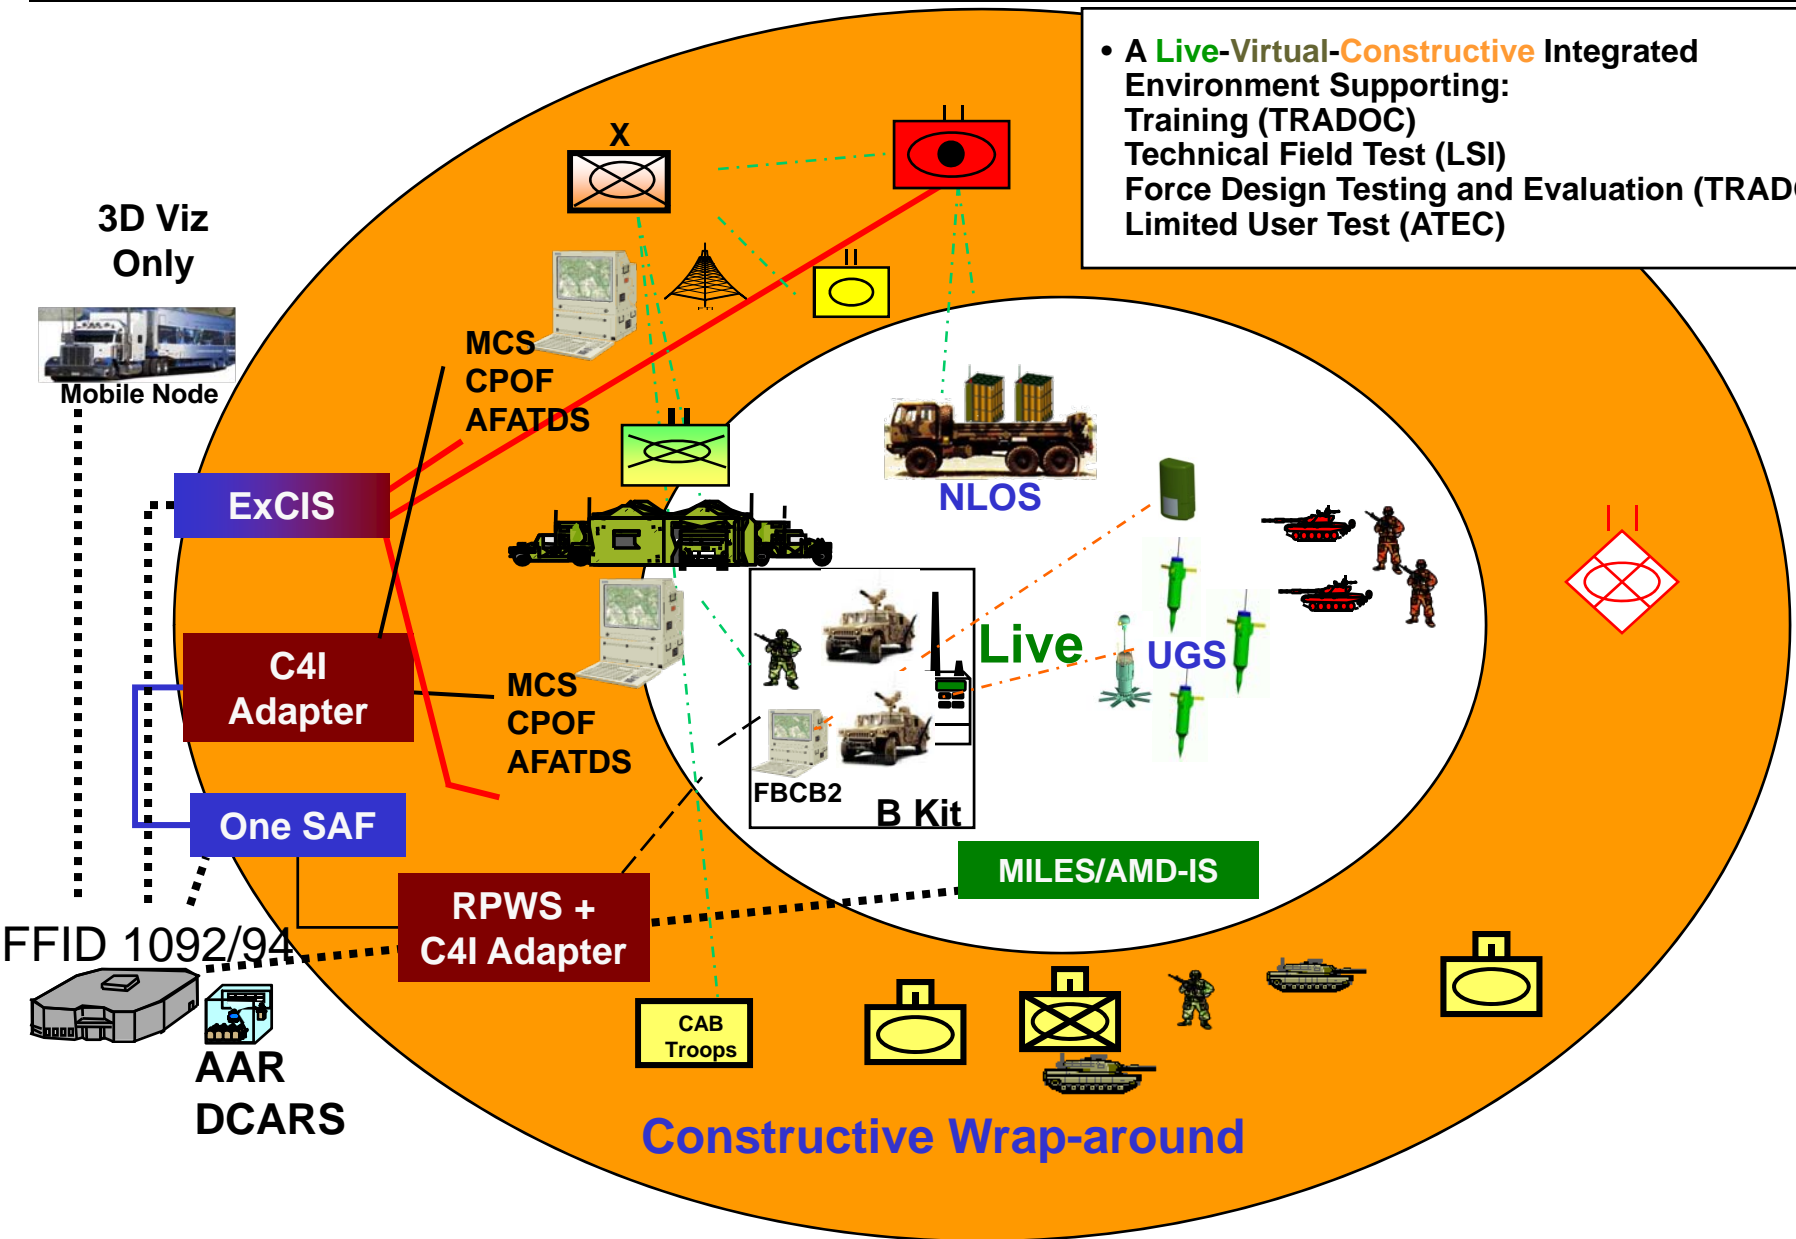 • A Live-Virtual-Constructive Integrated
Environment Supporting:
Training (TRADOC)
Technical Field Test (LSI)
Force Design Testing and Evaluation (TRADO
Limited User Test (ATEC)
X
3D Viz
Only
Mobile Node
MCS
CPOF
AFATDS
ExCIS
NLOS
C4I
Adapter
MCS
CPOF
AFATDS
Live
UGS
FBCB2
B Kit
One SAF
MILES/AMD-IS
RPWS +
C4I Adapter
FFID 1092/94
AAR
DCARS
CAB
Troops
Constructive Wrap-around